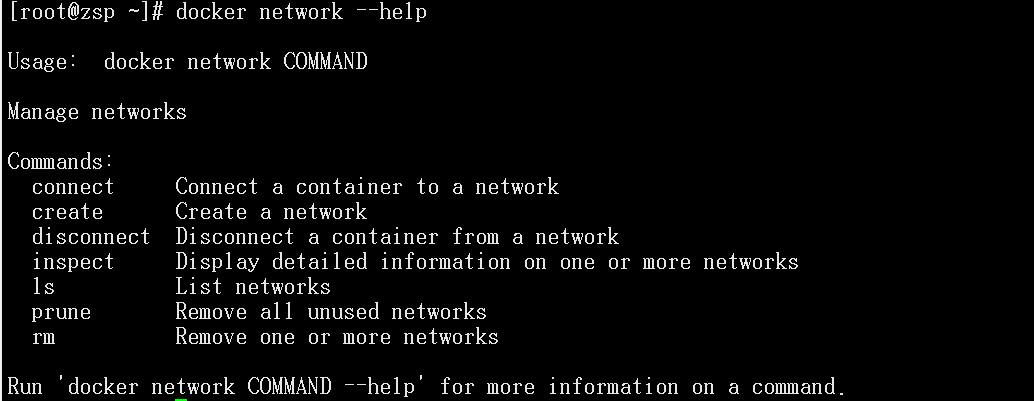 [root@zsp ~]# docker network --help
Usage:  docker network COMMAND
Manage networks
Commands:
  connect     Connect a container to a network
  create      Create a network
  disconnect  Disconnect a container from a network
  inspect     Display detailed information on one or more networks
  ls          List networks
  prune       Remove all unused networks
  rm          Remove one or more networks
Run 'docker network COMMAND --help' for more information on a command.